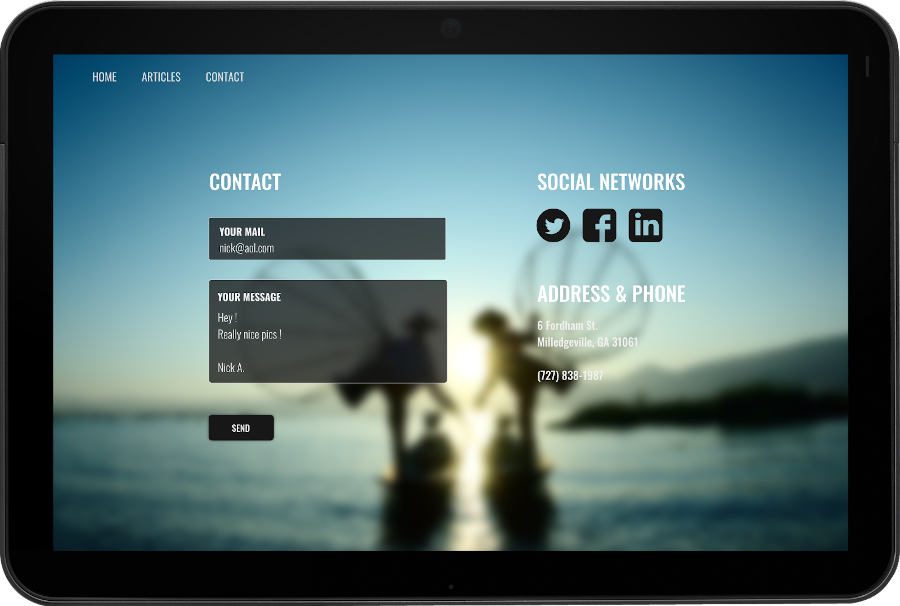 HOME ARTICLES CONTACT
CONTACT
YOUR MAIL
nick@aol.com
YOUR MESSAGE
Hey !
Really nice pics !
Nick A.
SEND
SOCIAL NETWORKS
in
ADDRESS & PHONE
6 Fordham St.
Milledgeville, GA 31061
(727) 838-1987